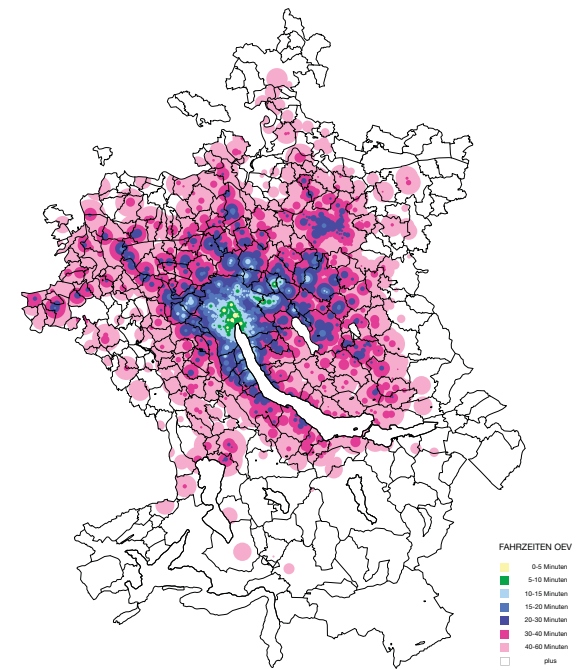 FAHRZEITEN OEV
0-5 Minuten
5-10 Minuten
10-15 Minuten
15-20 Minuten
20-30 Minuten
30-40 Minuten
40-60 Minuten
plus